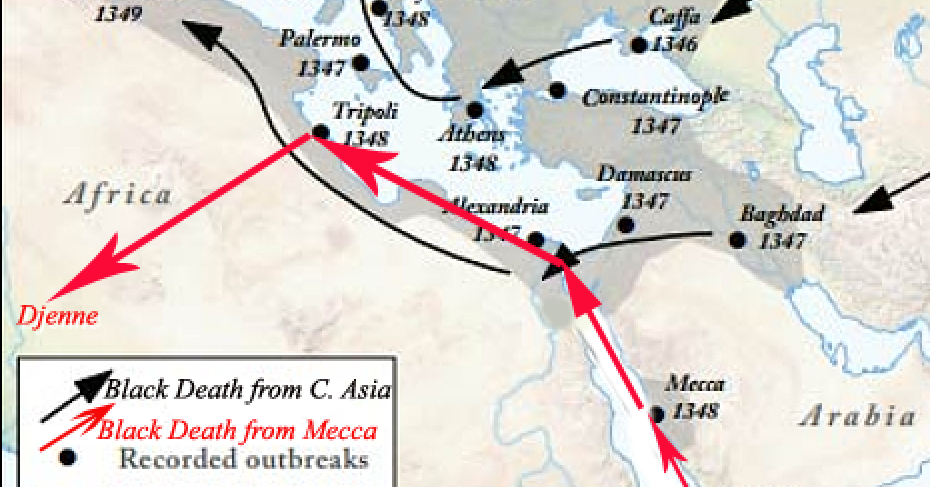 1349
1348
Palermo
1347
Caffa
1346
Constantinople
1347
Tripoli
1348
Athens
1348
Africa
Damascus
1347
Alexandria
1347
Baghdad
1347
Djenne
Mecca
1348
Arabia
Black Death from C. Asia
Black Death from Mecca
Recorded outbreaks